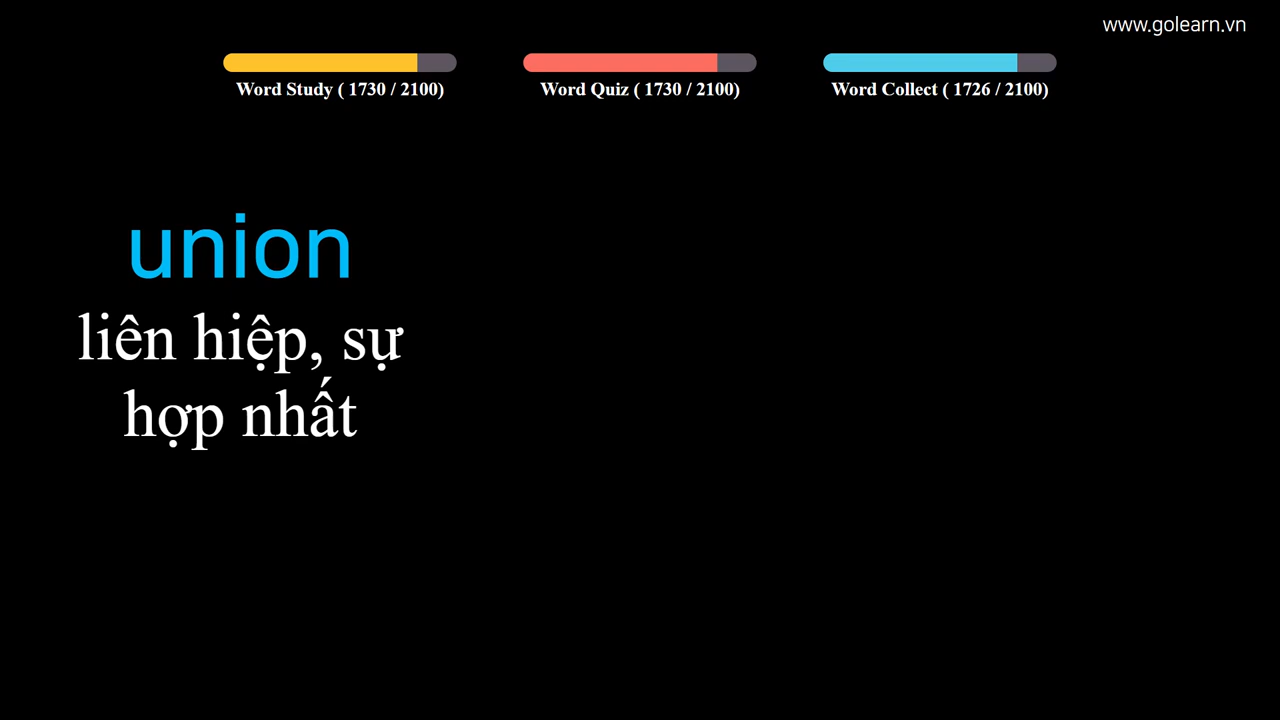 www.golearn.vn
Word Study ( 1730 / 2100)
Word Quiz ( 1730 / 2100)
Word Collect ( 1726 / 2100)
union
liên hiệp, sự
hợp nhất